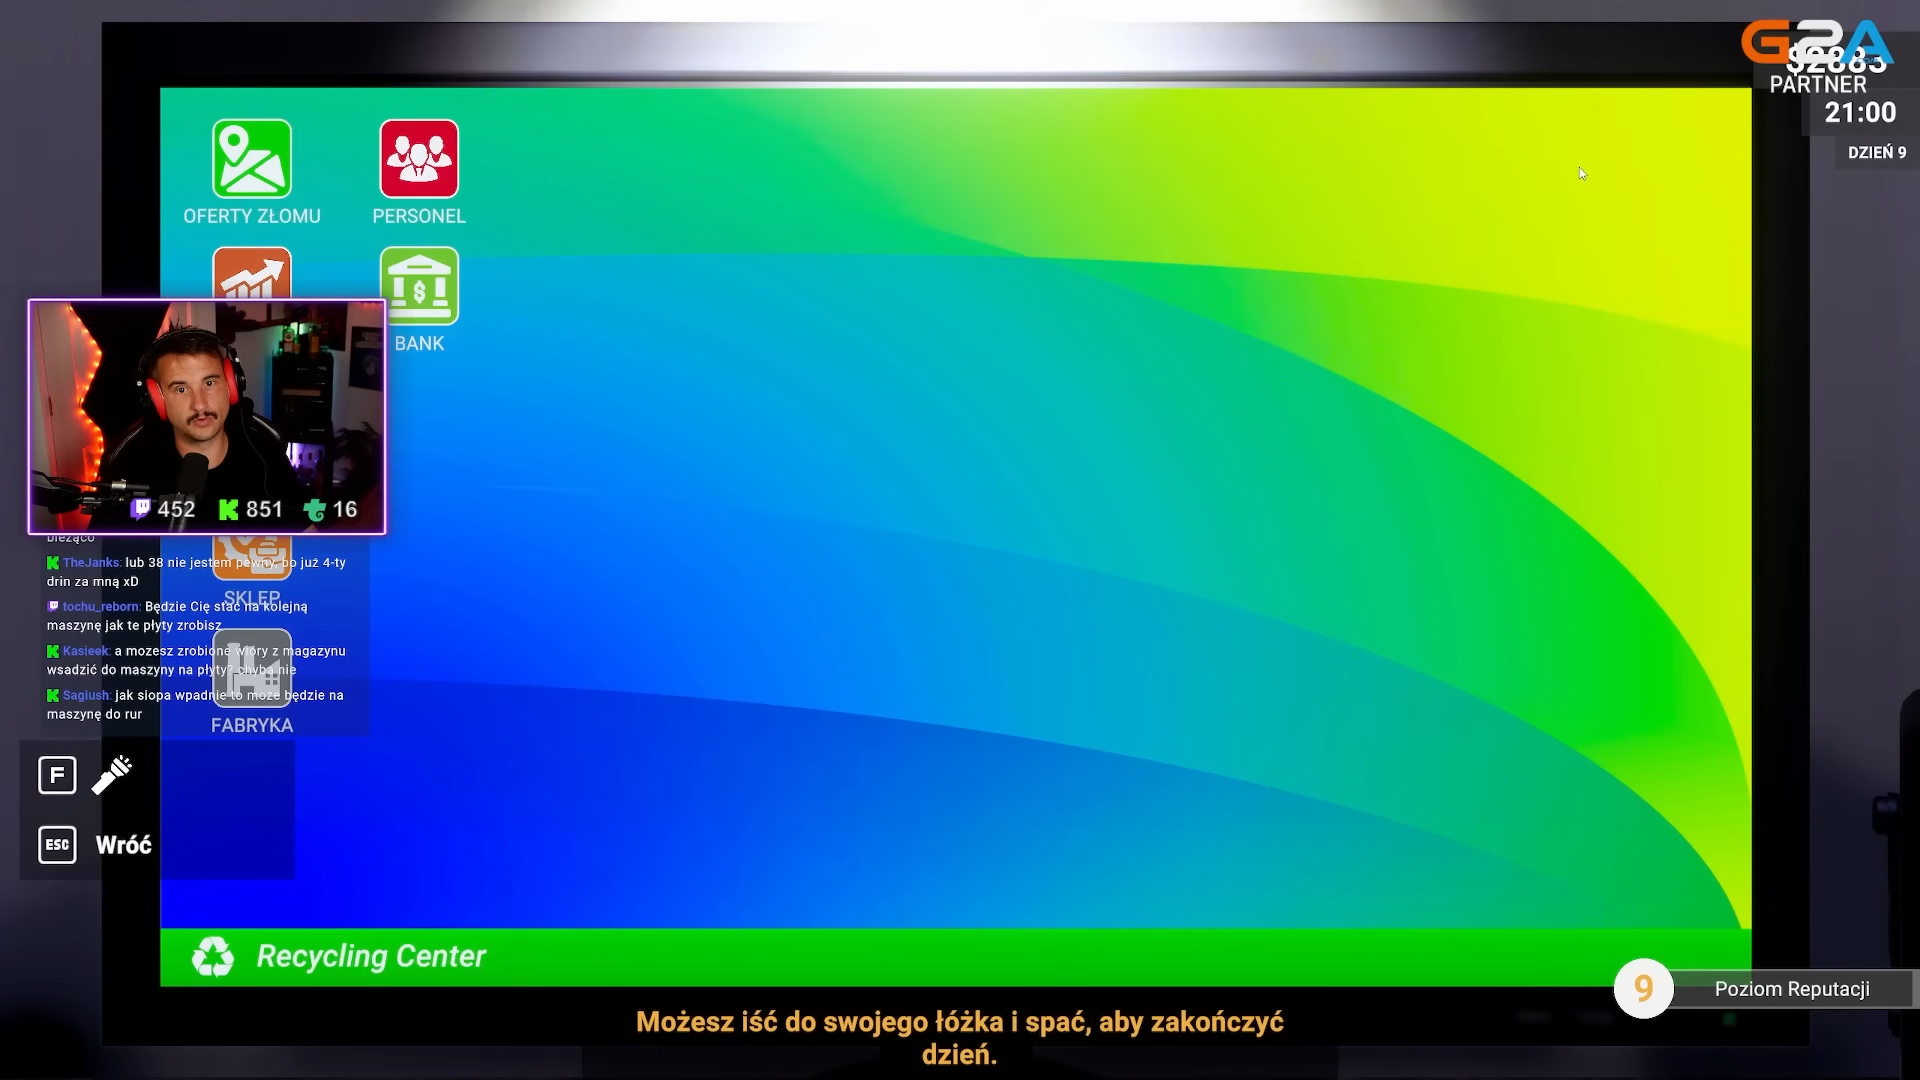 G2A
PARTNER
21:00
DZIEŃ 9
OFERTY ZŁOMU
PERSONEL
BANK
452
851
16
bieżąco
TheJanks: lub 38 nie jestem pewny, bo już 4-ty
drin za mną xD
SKLEP
tochu_reborn: Będzie Cię stać na kolejną
maszynę jak te płyty zrobisz
Kasieek: a mozesz zrobione wióry z magazynu
wsadzić do maszyny na płyty? chyba nie
Sagiush: jak siopa wpadnie to może będzie na
maszynę do rur
FABRYKA
F
ESC
Wróć
Recycling Center
9
Poziom Reputacji
Możesz iść do swojego łóżka i spać, aby zakończyć
dzień.